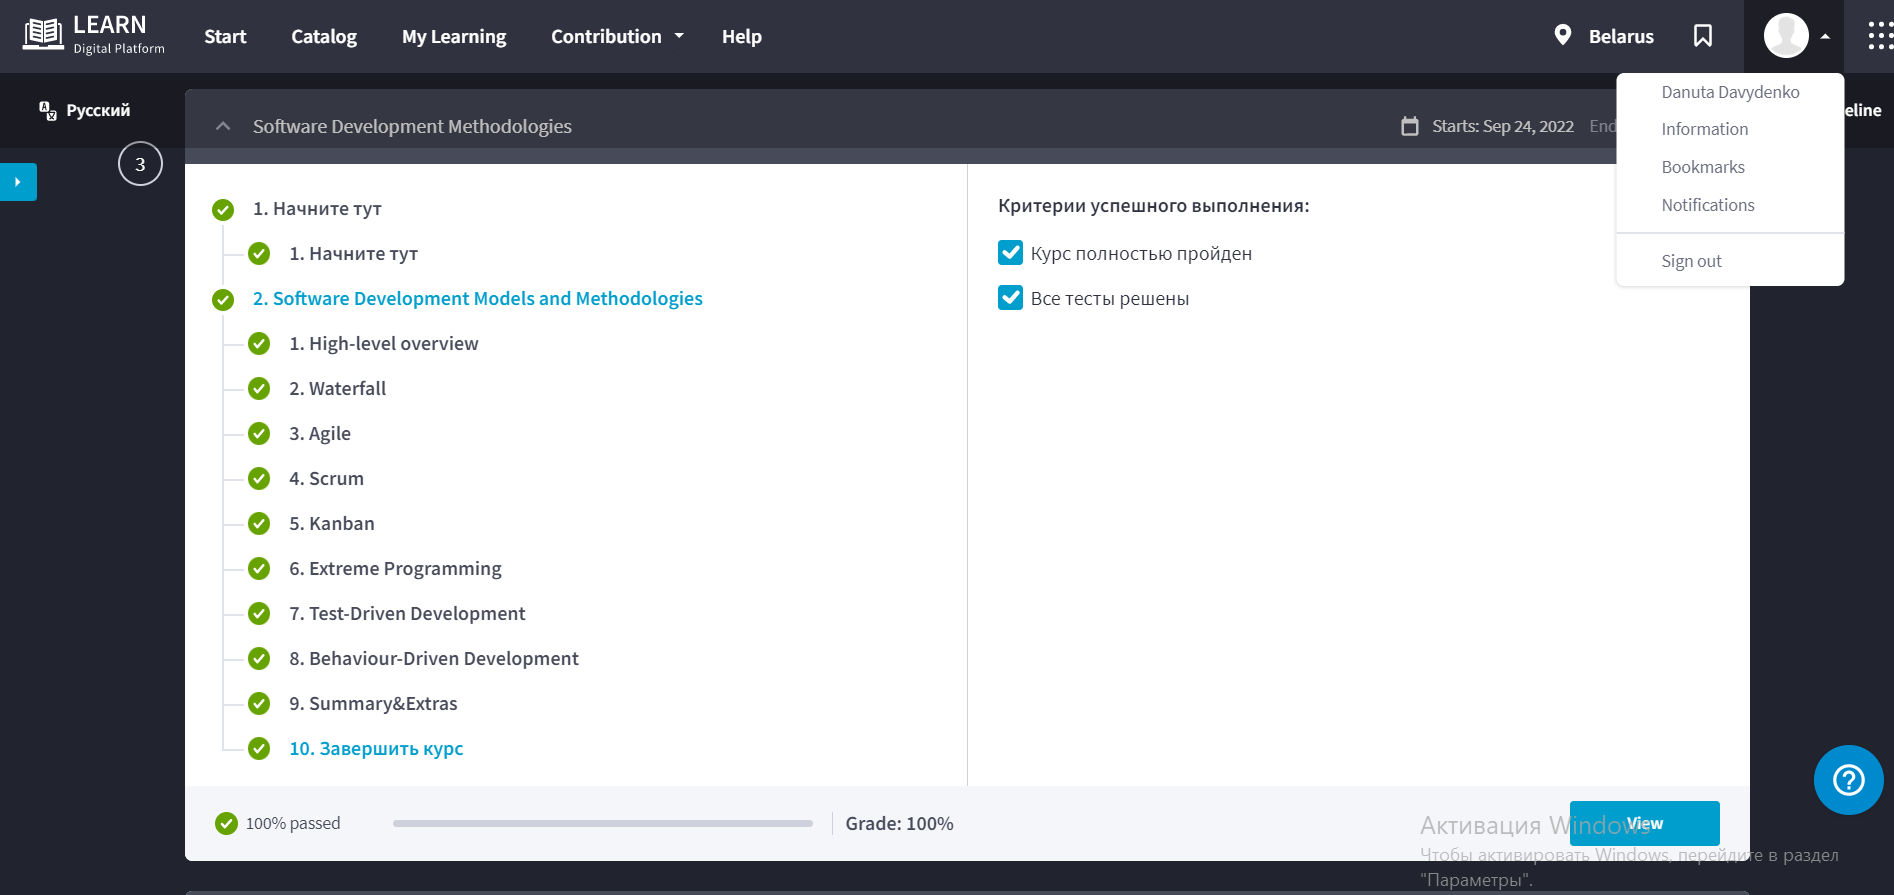 LEARN
Digital Platform
Start
Catalog
My Learning
Contribution
Help
Belarus
Русский
3
Software Development Methodologies
Starts: Sep 24, 2022
End
eline
Danuta Davydenko
Information
Bookmarks
Notifications
Sign out
1. Начните тут
1. Начните тут
2. Software Development Models and Methodologies
1. High-level overview
2. Waterfall
3. Agile
4. Scrum
5. Kanban
6. Extreme Programming
7. Test-Driven Development
8. Behaviour-Driven Development
9. Summary&Extras
10. Завершить курс
Критерии успешного выполнения:
Курс полностью пройден
Все тесты решены
100% passed
Grade: 100%
View
Активация Windows
Чтобы активировать Windows, перейдите в раздел
"Параметры".